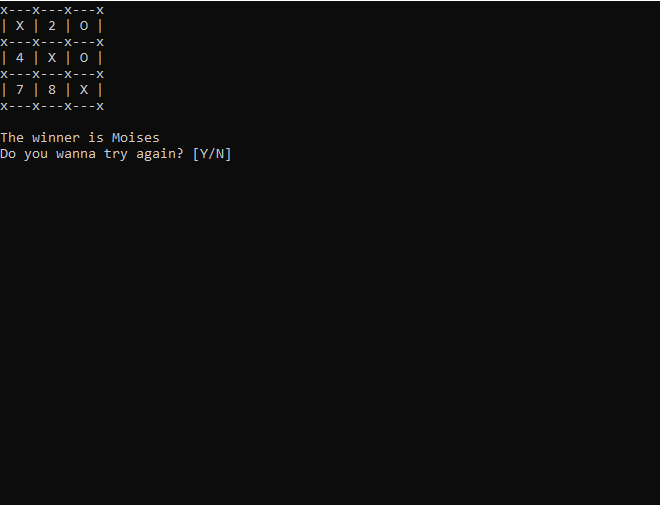 x---x---x---x
| X | 2 | O |
x---x---x---x
| 4 | X | O |
x---x---x---x
| 7 | 8 | X |
x---x---x---x
The winner is Moises
Do you wanna try again? [Y/N]